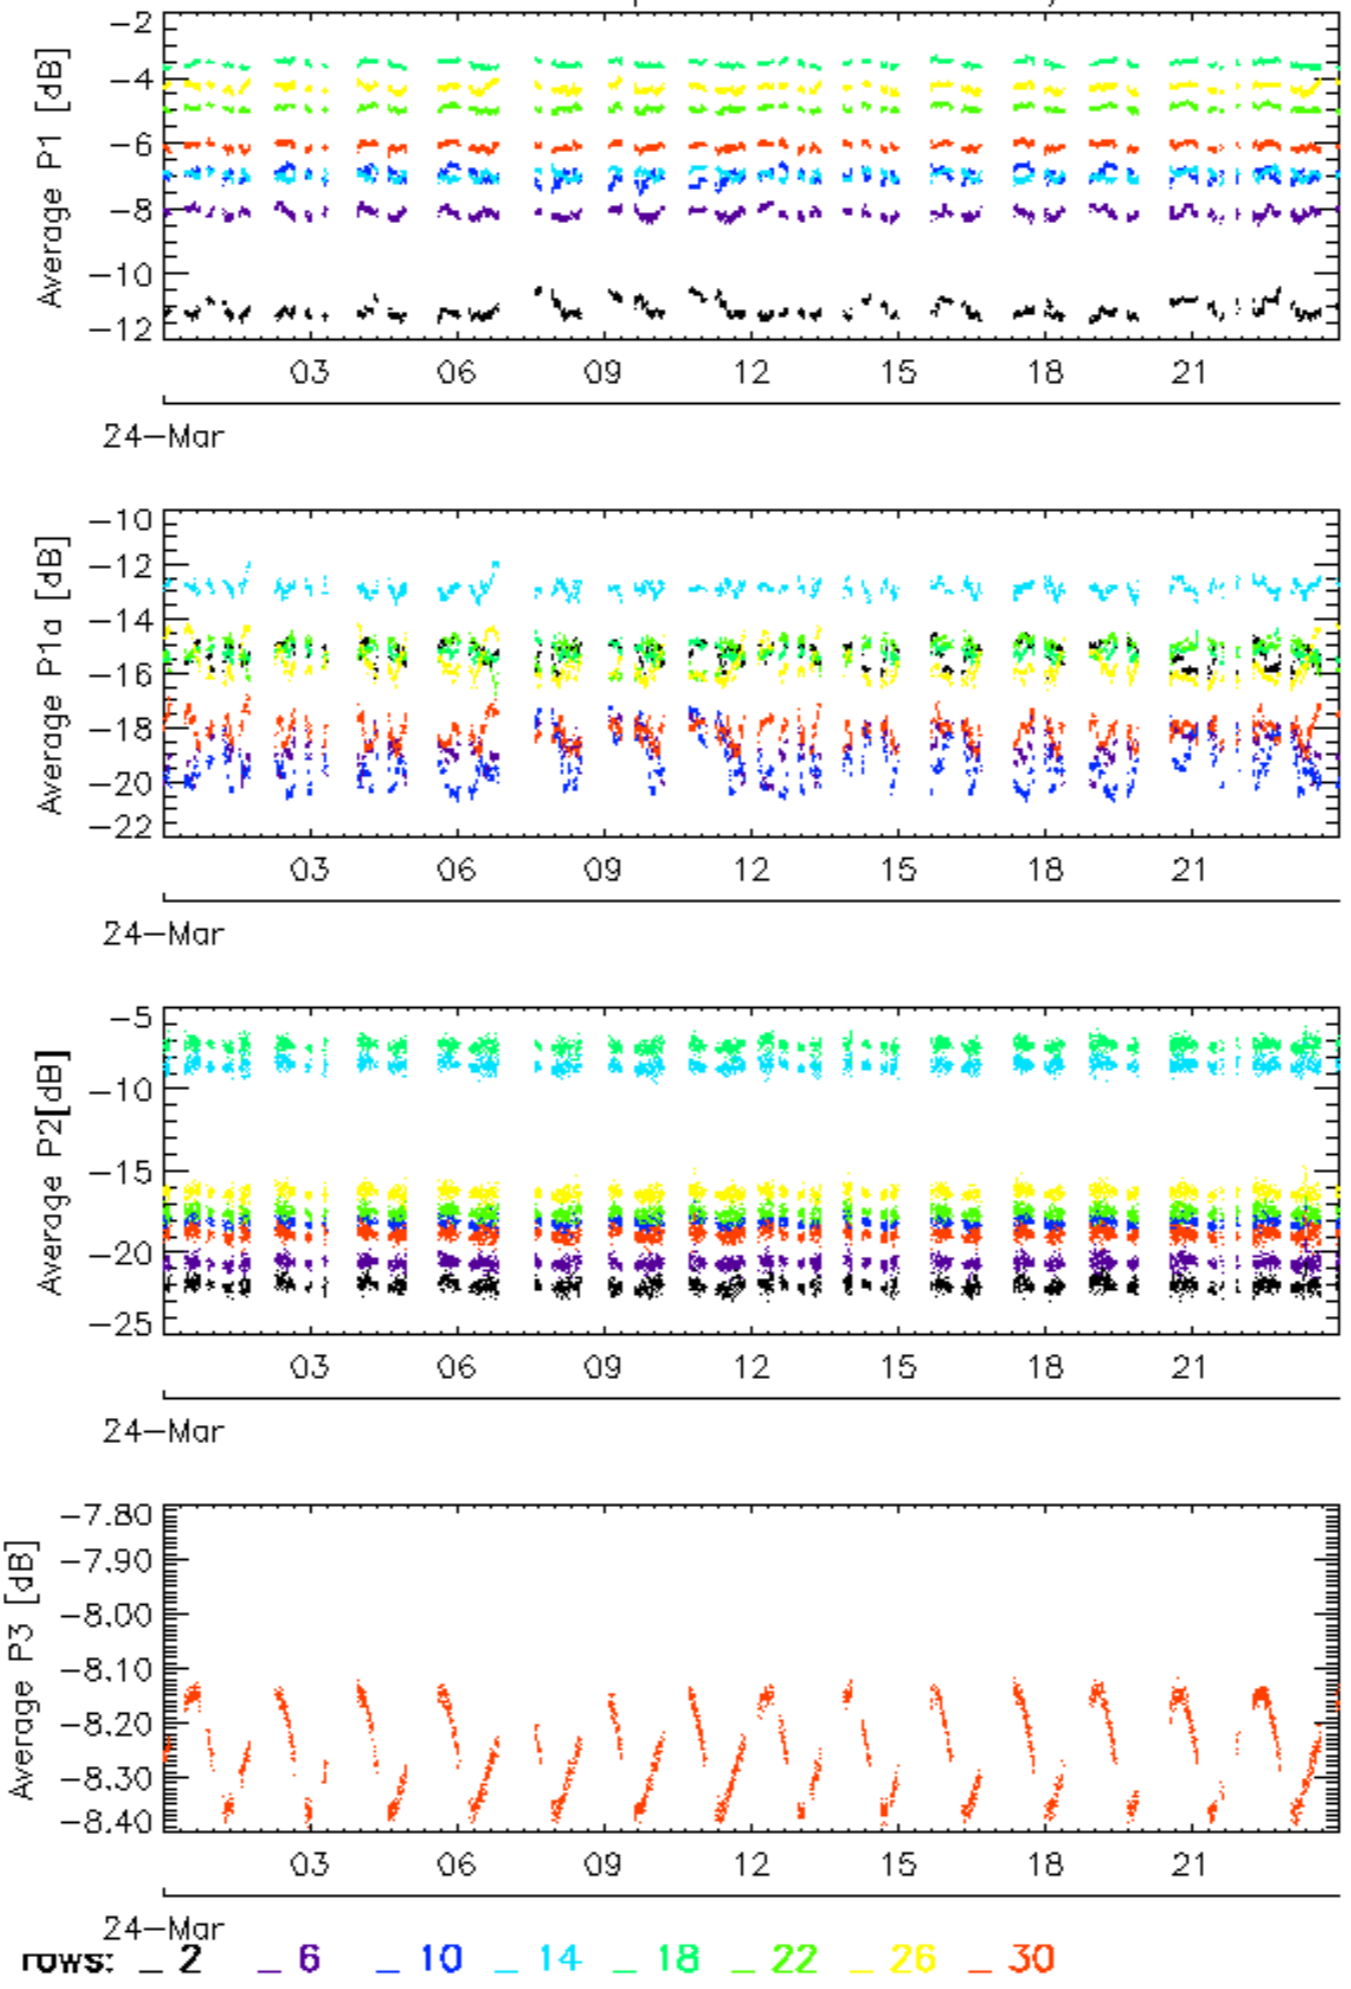 Average P1 [dB]
-2
-4
-6
-8
-10
-12
03 06 09 12 15 18 21
24-Mar
Average P1a [dB]
-10
-12
-14
-16
-18
-20
-22
03 06 09 12 15 18 21
24-Mar
Average P2[dB]
-5
-10
-15
-20
-25
03 06 09 12 15 18 21
24-Mar
Average P3 [dB]
-7.80
-7.90
-8.00
-8.10
-8.20
-8.30
-8.40
03 06 09 12 15 18 21
24-Mar
rows: _ 2 _ 6 _ 10 _ 14 _ 18 _ 22 _ 26 _ 30